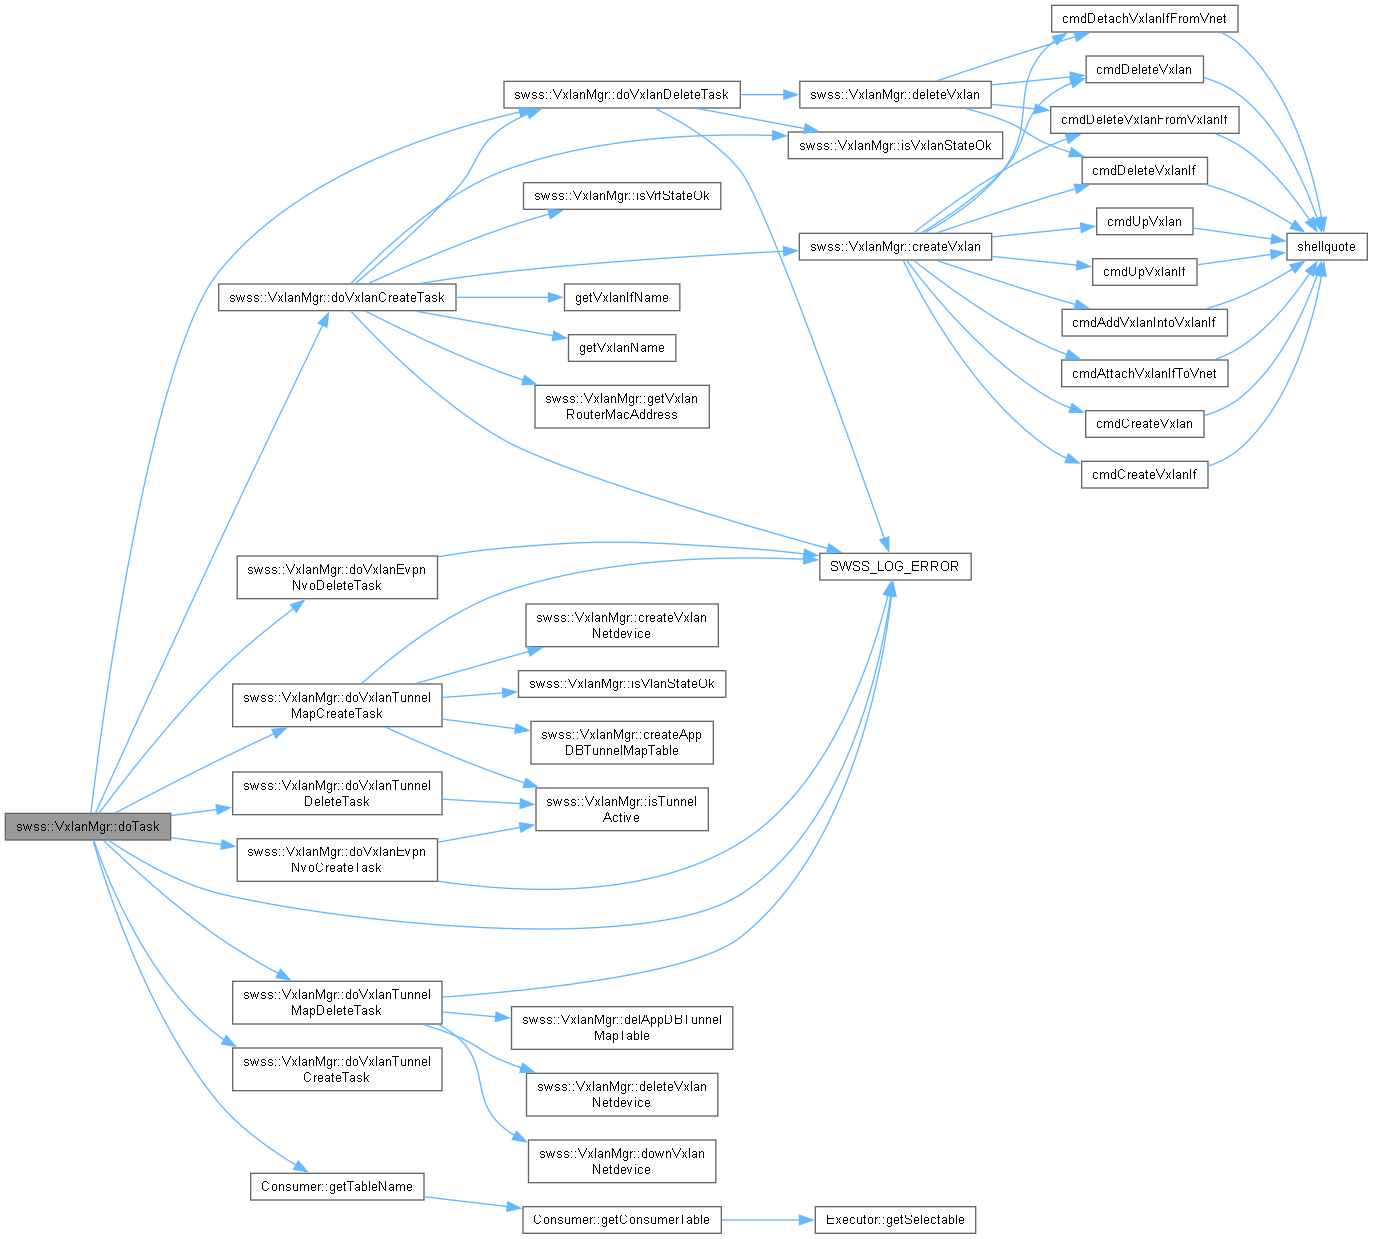 cmdDetachVxlanIfFromVnet
cmdDeleteVxlan
swss::VxlanMgr::doVxlanDeleteTask
swss::VxlanMgr::deleteVxlan
cmdDeleteVxlanFromVxlanIf
swss::VxlanMgr::isVxlanStateOk
cmdDeleteVxlanIf
swss::VxlanMgr::isVrfStateOk
cmdUpVxlan
swss::VxlanMgr::createVxlan
shellquote
cmdUpVxlanIf
swss::VxlanMgr::doVxlanCreateTask
getVxlanIfName
cmdAddVxlanIntoVxlanIf
getVxlanName
cmdAttachVxlanIfToVnet
swss::VxlanMgr::getVxlan
RouterMacAddress
cmdCreateVxlan
cmdCreateVxlanIf
SWSS_LOG_ERROR
swss::VxlanMgr::doVxlanEvpn
NvoDeleteTask
swss::VxlanMgr::createVxlan
Netdevice
swss::VxlanMgr::isVlanStateOk
swss::VxlanMgr::doVxlanTunnel
MapCreateTask
swss::VxlanMgr::createApp
DBTunnelMapTable
swss::VxlanMgr::doVxlanTunnel
DeleteTask
swss::VxlanMgr::isTunnel
Active
swss::VxlanMgr::doTask
swss::VxlanMgr::doVxlanEvpn
NvoCreateTask
swss::VxlanMgr::doVxlanTunnel
MapDeleteTask
swss::VxlanMgr::delAppDBTunnel
MapTable
swss::VxlanMgr::doVxlanTunnel
CreateTask
swss::VxlanMgr::deleteVxlan
Netdevice
swss::VxlanMgr::downVxlan
Netdevice
Consumer::getTableName
Consumer::getConsumerTable
Executor::getSelectable